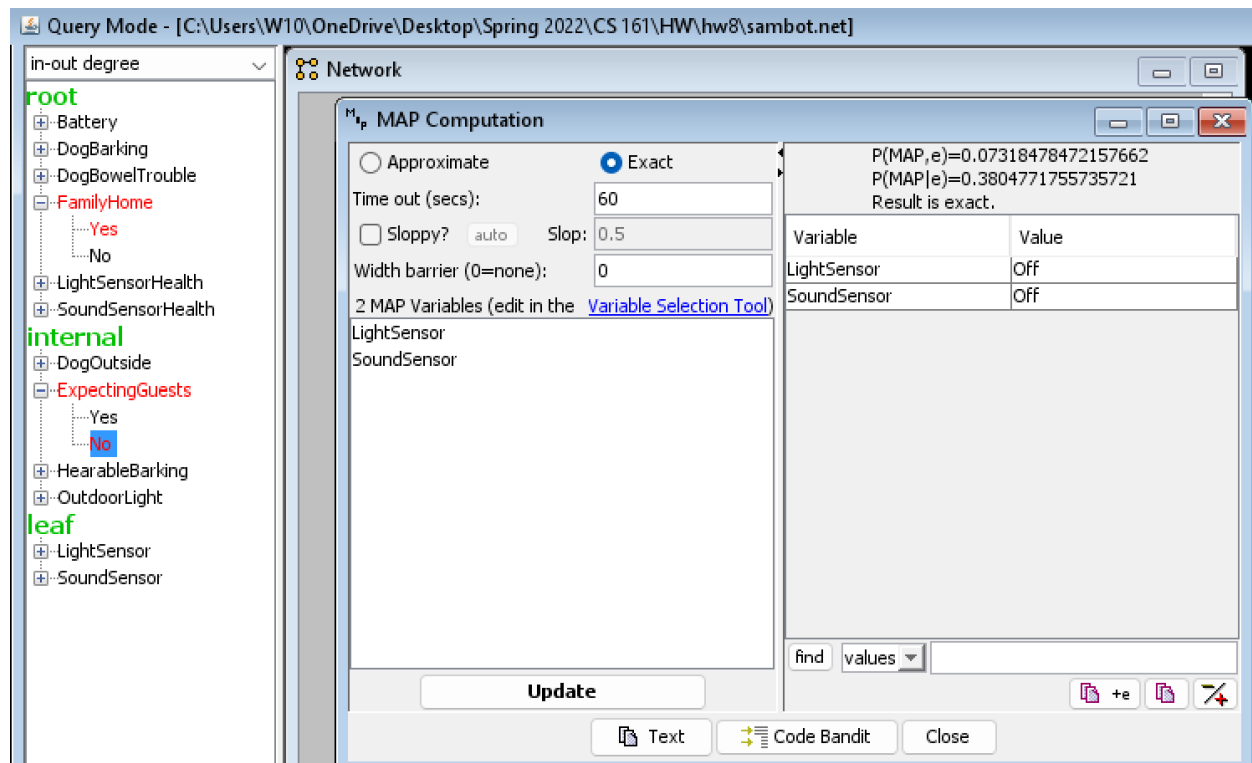 Query Mode - [C:\Users\W10\OneDrive\Desktop\Spring 2022\CS 161\HW\hw8\sambot.net]
in-out degree
root
Battery
DogBarking
DogBowelTrouble
FamilyHome
Yes
No
LightSensorHealth
SoundSensorHealth
internal
DogOutside
ExpectingGuests
Yes
No
HearableBarking
OutdoorLight
leaf
LightSensor
SoundSensor
Network
MAP MAP Computation
Approximate Exact
Time out (secs): 60
Sloppy? auto Slop: 0.5
Width barrier (0=none): 0
2 MAP Variables (edit in the Variable Selection Tool)
LightSensor
SoundSensor
Update
P(MAP,e)=0.07318478472157662
P(MAP|e)=0.3804771755735721
Result is exact.
Variable Value
LightSensor Off
SoundSensor Off
find values
+e
Text Code Bandit Close